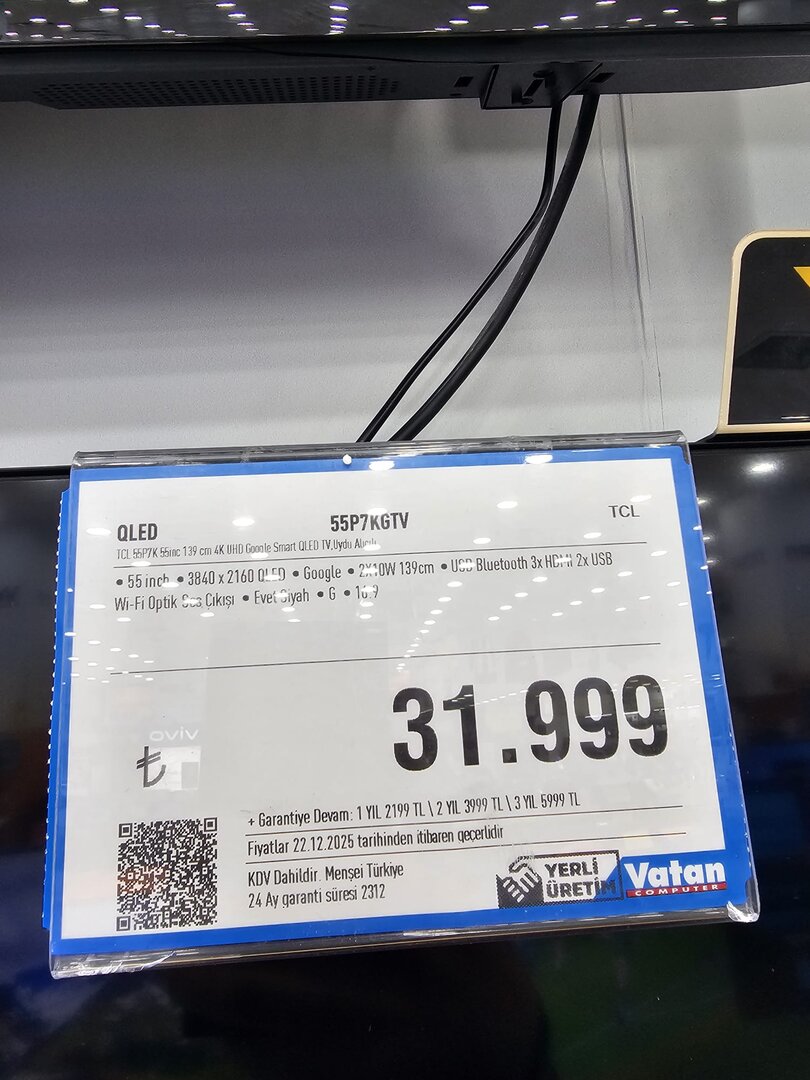 QLED 55P7KGTV TCL
TCL 55P7K 55inc 139 cm 4K UHD Google Smart QLED TV,Uydu Alıcılı
• 55 inch • 3840 x 2160 QLED • Google • 2X10W 139cm • USB Bluetooth 3x HDMI 2x USB
Wi-Fi Optik Ses Cıkışı • Evet Siyah • G • 16:9
31.999
₺
+ Garantiye Devam: 1 YIL 2199 TL \ 2 YIL 3999 TL \ 3 YIL 5999 TL
Fiyatlar 22.12.2025 tarihinden itibaren geçerlidir
KDV Dahildir. Menşei Türkiye
24 Ay garanti süresi 2312
YERLİ
ÜRETİM
Vatan
COMPUTER